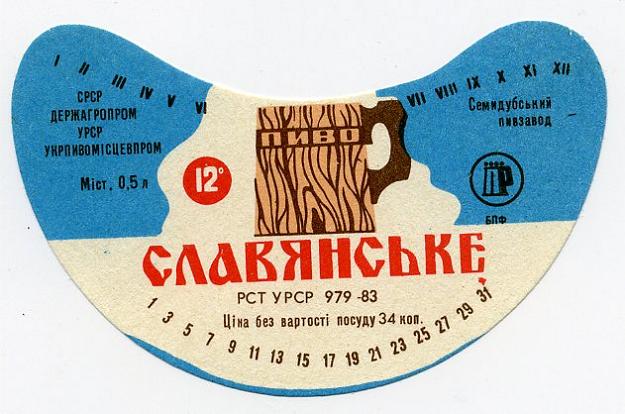 I II III IV V VI
VII VIII IX X XI XII
СРСР
ДЕРЖАГРОПРОМ
УРСР
УКРПИВОМІСЦЕВПРОМ
Міст, 0,5 л
Семидубський
пивзавод
12°
ПИВО
ПР
БПФ
СЛАВЯНСЬКЕ
РСТ УРСР 979-83
Ціна без вартості посуду 34 коп.
1 3 5 7 9 11 13 15 17 19 21 23 25 27 29 31